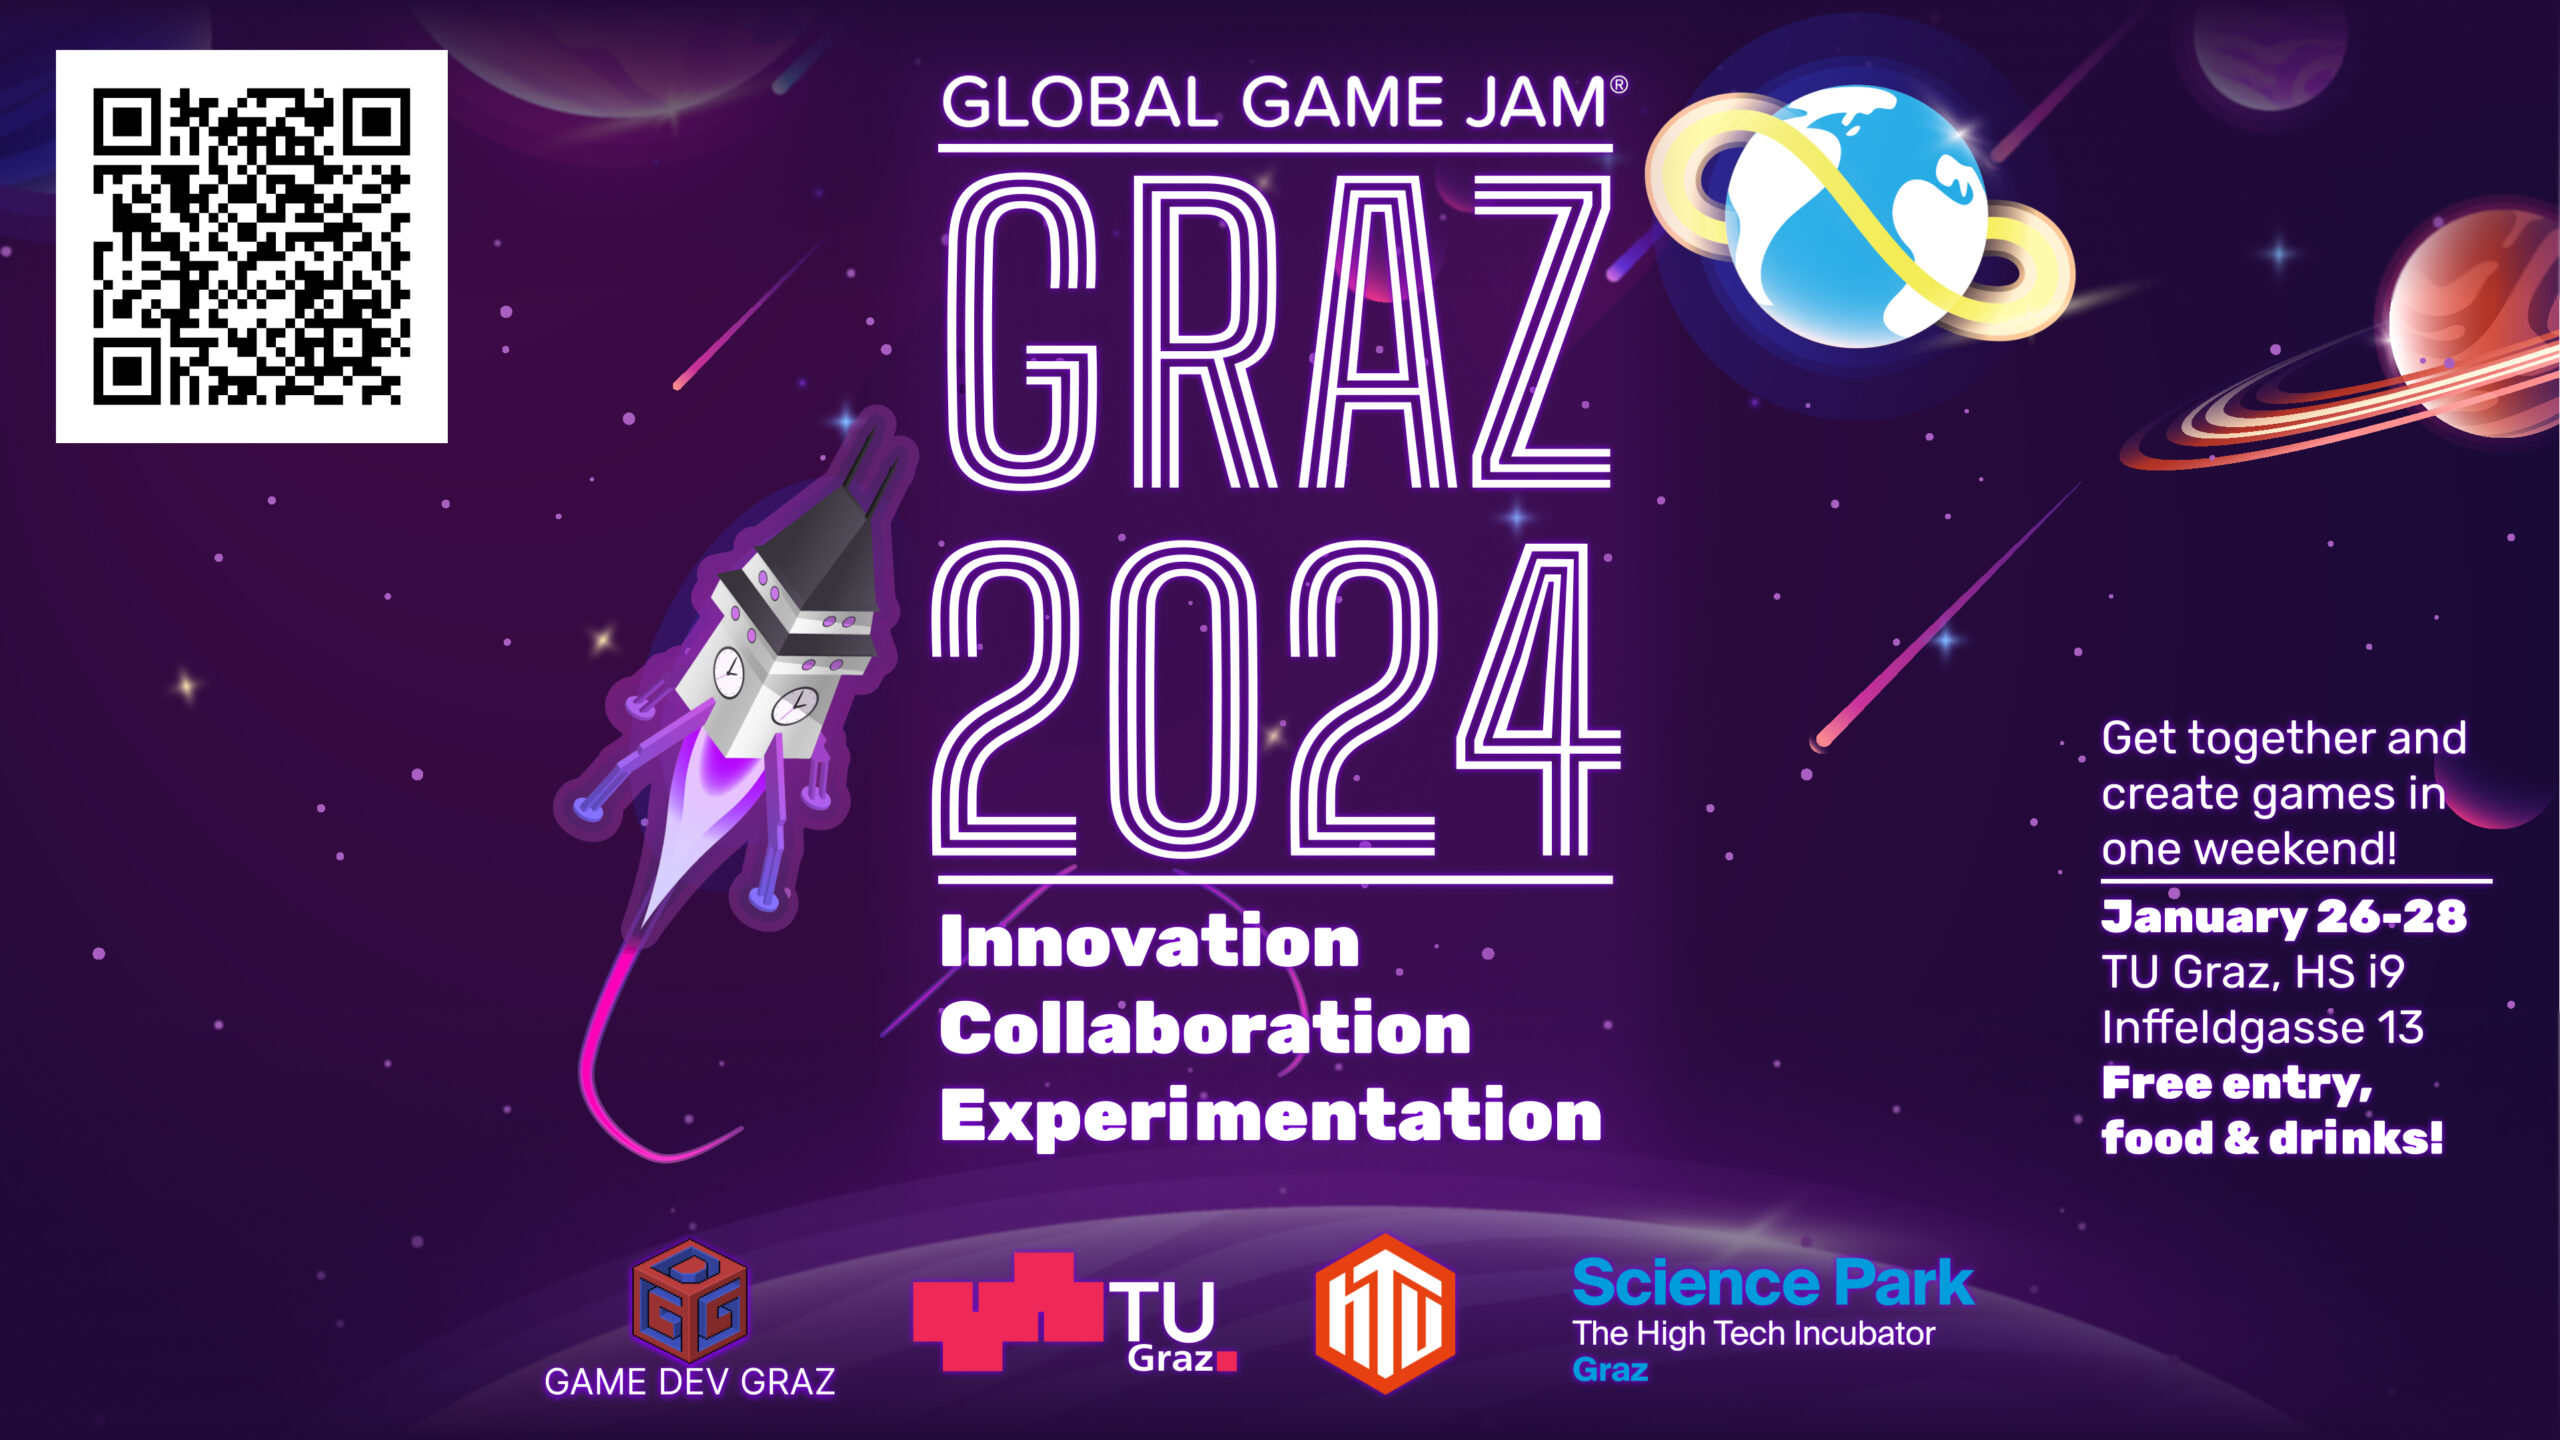 GLOBAL GAME JAM®
GRAZ
2024
Innovation
Collaboration
Experimentation
Get together and
create games in
one weekend!
January 26-28
TU Graz, HS i9
Inffeldgasse 13
Free entry,
food & drinks!
GDG
GAME DEV GRAZ
TU
Graz
HTU
Science Park
The High Tech Incubator
Graz